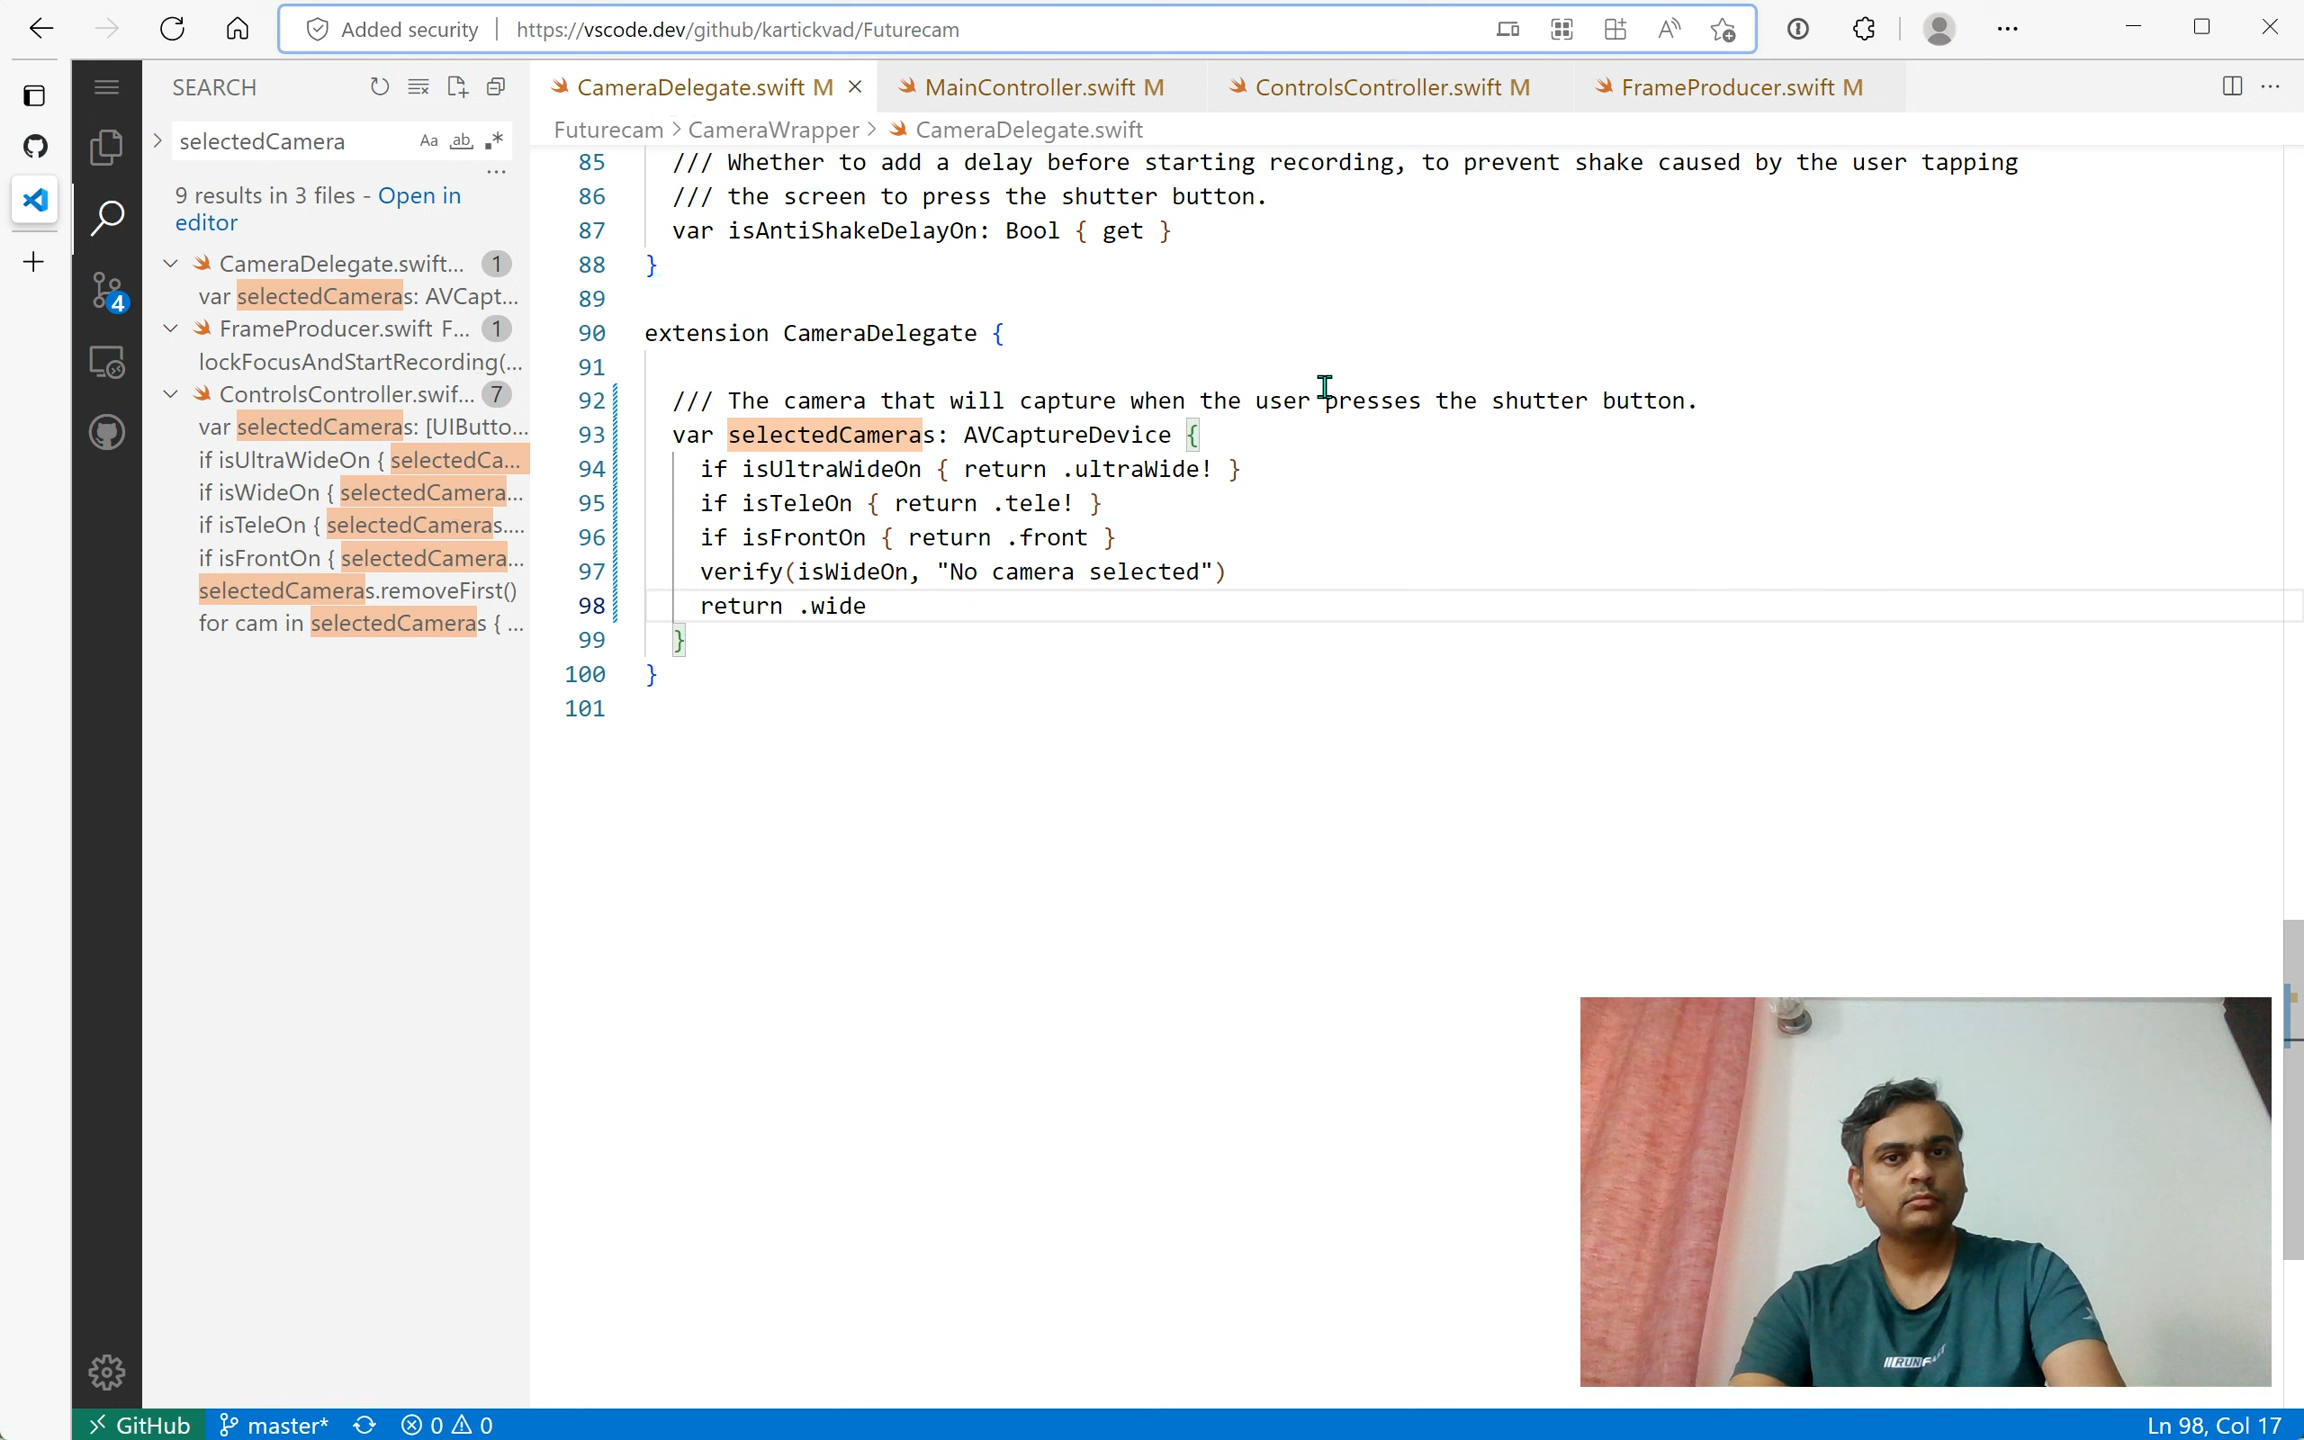 Added security
https://vscode.dev/github/kartickvad/Futurecam
SEARCH
selectedCamera
Aa
ab
.*
9 results in 3 files - Open in
editor
CameraDelegate.swift... 1
var selectedCameras: AVCapt...
FrameProducer.swift F... 1
lockFocusAndStartRecording(...
ControlsController.swif... 7
var selectedCameras: [UIButto...
if isUltraWideOn { selectedCa...
if isWideOn { selectedCamera...
if isTeleOn { selectedCameras....
if isFrontOn { selectedCamera...
selectedCameras.removeFirst()
for cam in selectedCameras { ...
4
CameraDelegate.swift M
MainController.swift M
ControlsController.swift M
FrameProducer.swift M
Futurecam > CameraWrapper > CameraDelegate.swift
85 /// Whether to add a delay before starting recording, to prevent shake caused by the user tapping
86 /// the screen to press the shutter button.
87 var isAntiShakeDelayOn: Bool { get }
88 }
89
90 extension CameraDelegate {
91
92 /// The camera that will capture when the user presses the shutter button.
93 var selectedCameras: AVCaptureDevice {
94 if isUltraWideOn { return .ultraWide! }
95 if isTeleOn { return .tele! }
96 if isFrontOn { return .front }
97 verify(isWideOn, "No camera selected")
98 return .wide
99 }
100 }
101
GitHub
master*
0
0
Ln 98, Col 17